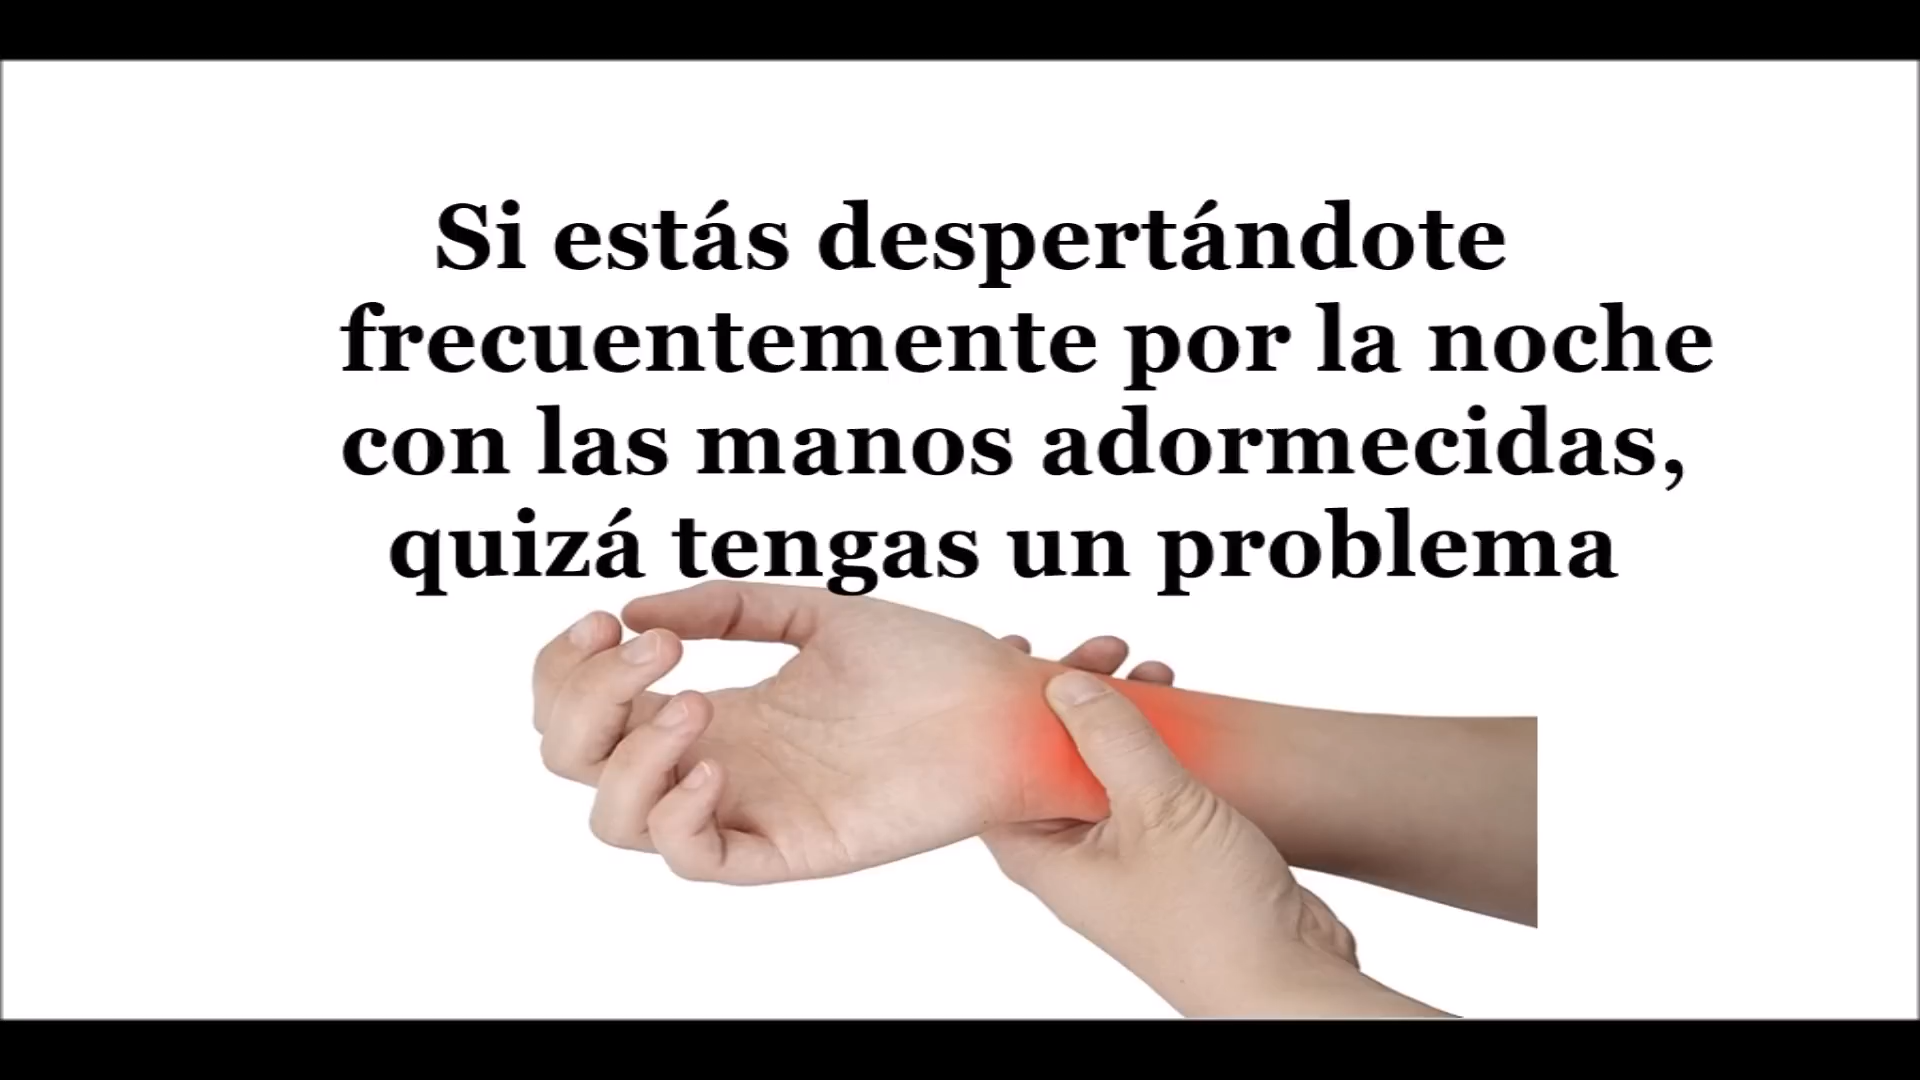 Si estás despertándote
frecuentemente por la noche
con las manos adormecidas,
quizá tengas un problema